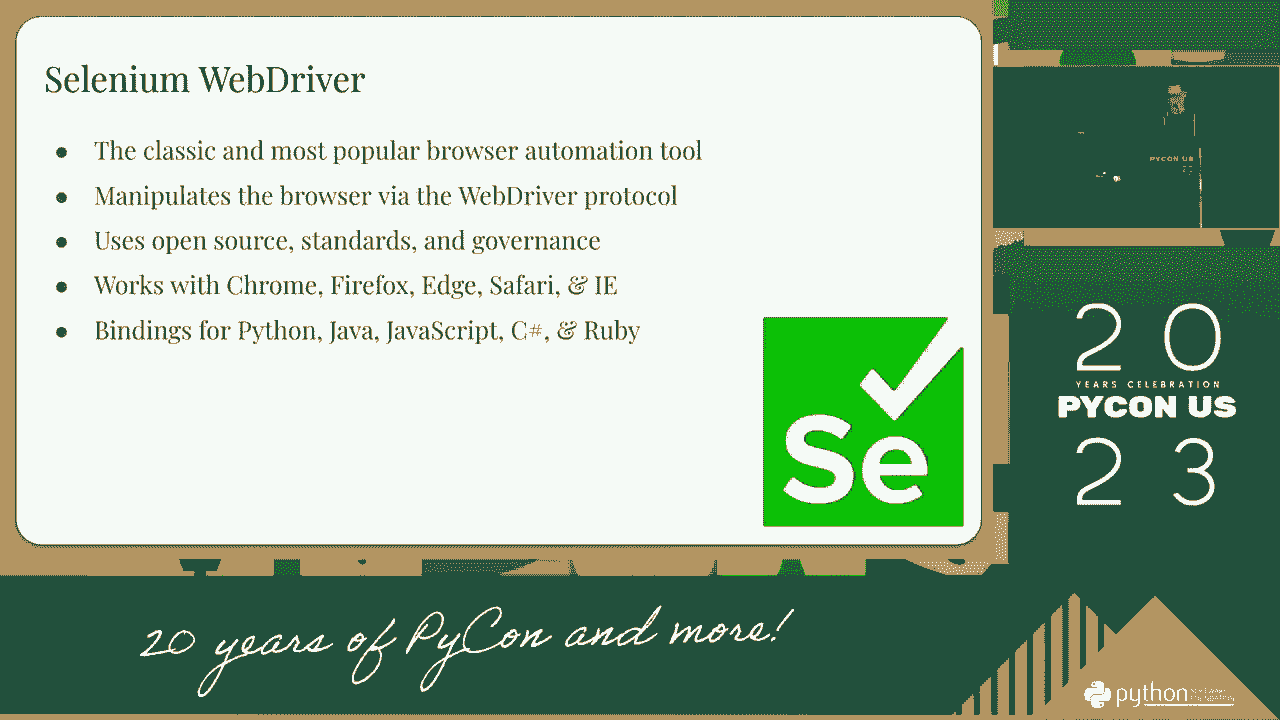 Selenium WebDriver
● The classic and most popular browser automation tool
● Manipulates the browser via the WebDriver protocol
● Uses open source, standards, and governance
● Works with Chrome, Firefox, Edge, Safari, & IE
● Bindings for Python, Java, JavaScript, C#, & Ruby
Se
PYCON US
20
YEARS CELEBRATION
PYCON US
23
20 years of PyCon and more!
python